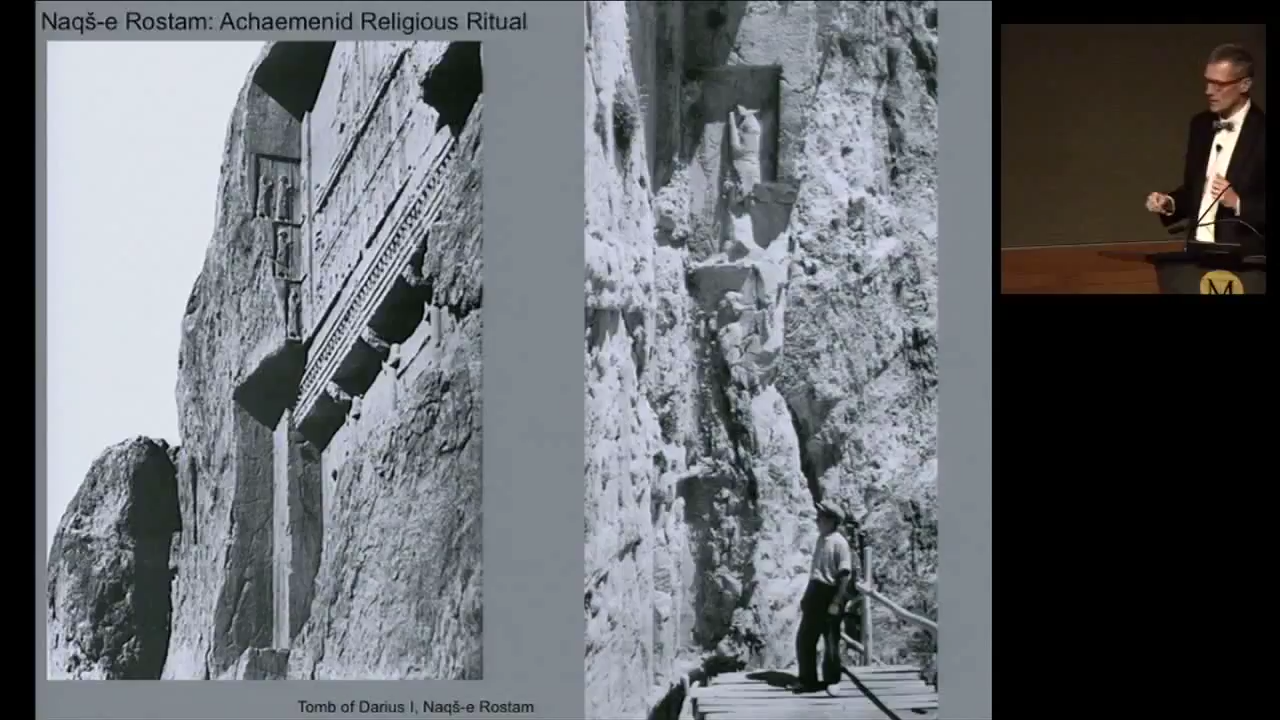 Naqš-e Rostam: Achaemenid Religious Ritual
Tomb of Darius I, Naqš-e Rostam
M